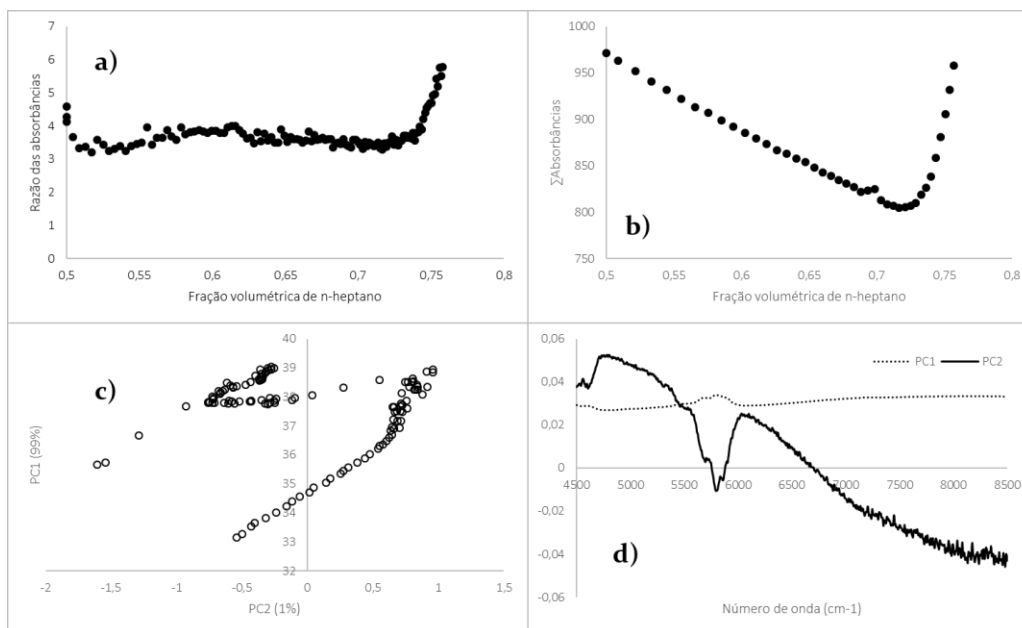 a)
7
6
5
4
3
2
1
0
Razão das absorbâncias
0,5 0,55 0,6 0,65 0,7 0,75 0,8
Fração volumétrica de n-heptano
b)
1000
950
900
850
800
750
∑Absorbâncias
0,5 0,55 0,6 0,65 0,7 0,75 0,8
Fração volumétrica de n-heptano
c)
40
39
38
37
36
35
34
33
32
PC1 (99%)
-2 -1,5 -1 -0,5 0 0,5 1 1,5
PC2 (1%)
d)
0,06
0,04
0,02
0
-0,02
-0,04
-0,06
PC1 PC2
4500 5000 5500 6000 6500 7000 7500 8000 8500
Número de onda (cm-1)